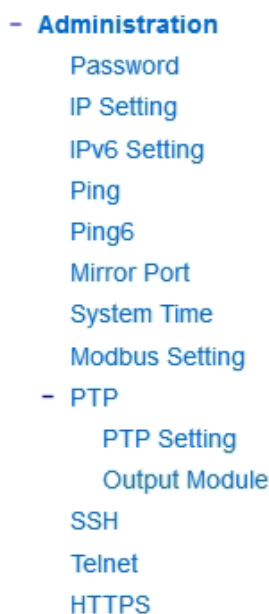 - Administration
Password
IP Setting
IPv6 Setting
Ping
Ping6
Mirror Port
System Time
Modbus Setting
- PTP
PTP Setting
Output Module
SSH
Telnet
HTTPS